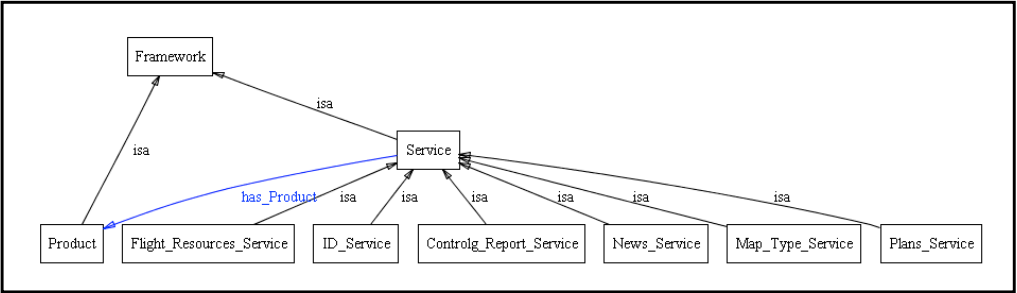 Framework
isa
isa
Service
has_Product
isa
isa
isa
isa
isa
isa
Product
Flight_Resources_Service
ID_Service
Controlg_Report_Service
News_Service
Map_Type_Service
Plans_Service